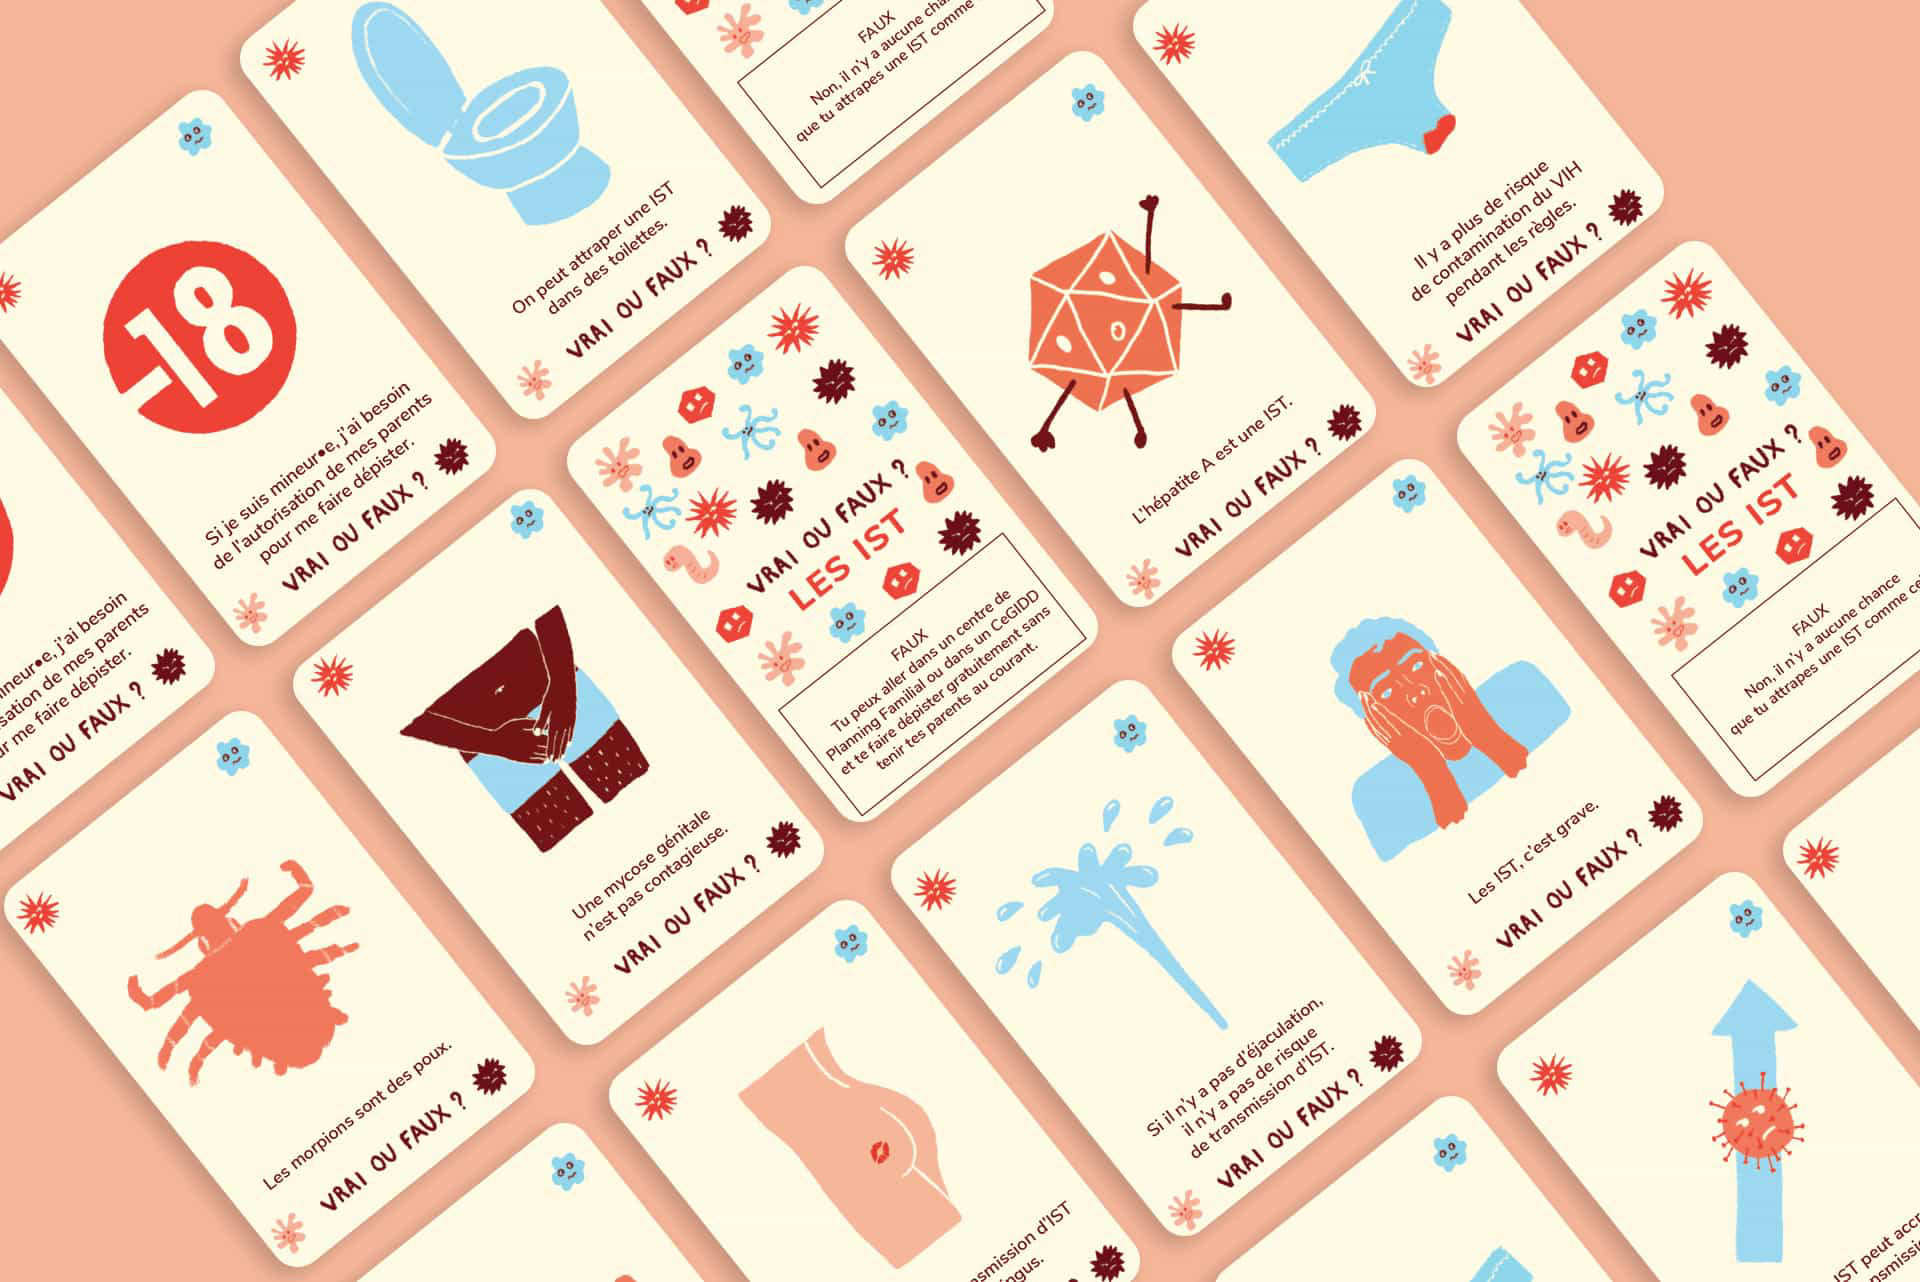 FAUX
Non, il n'y a aucune
que tu attrapes une IST comme
On peut attraper une IST
dans des toilettes.
VRAI OU FAUX ?
Il y a plus de risque
de contamination du VIH
pendant les règles.
VRAI OU FAUX ?
-18
Si je suis mineur•e, j'ai besoin
de l'autorisation de mes parents
pour me faire dépister.
VRAI OU FAUX ?
VRAI OU FAUX ?
LES IST
FAUX
Tu peux aller dans un centre de
Planning Familial ou dans un CeGIDD
et te faire dépister gratuitement sans
tenir tes parents au courant.
L'hépatite A est une IST.
VRAI OU FAUX ?
VRAI OU FAUX ?
LES IST
FAUX
Non, il n'y a aucune chance
que tu attrapes une IST comme
j'ai besoin
de mes parents
me faire dépister.
VRAI OU FAUX ?
Une mycose génitale
n'est pas contagieuse.
VRAI OU FAUX ?
Les IST, c'est grave.
VRAI OU FAUX ?
Les morpions sont des poux.
VRAI OU FAUX ?
Si il n'y a pas d'éjaculation,
il n'y a pas de risque
de transmission d'IST.
VRAI OU FAUX ?
d'IST
IST peut